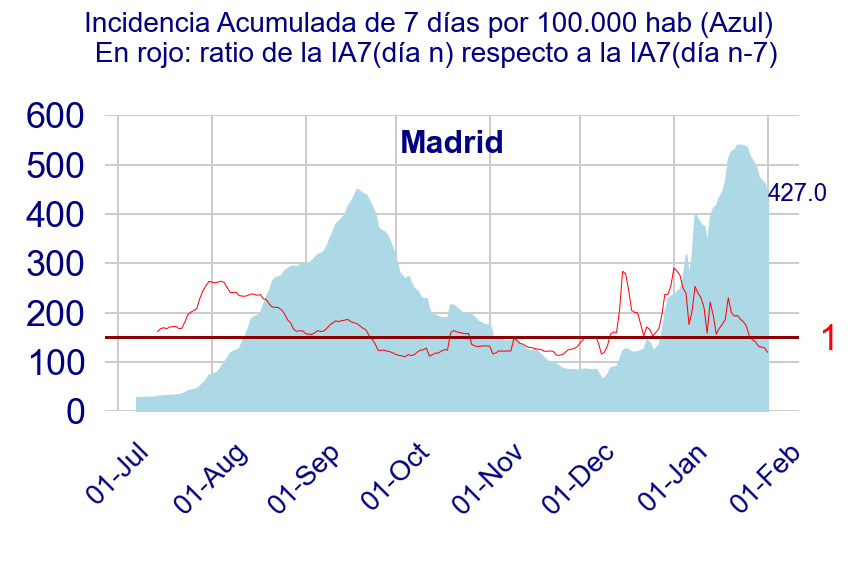 Incidencia Acumulada de 7 días por 100.000 hab (Azul)
En rojo: ratio de la IA7(día n) respecto a la IA7(día n-7)
600
Madrid
500
427.0
400
300
200
1
100
0
01-Jul
01-Aug
01-Sep
01-Oct
01-Nov
01-Dec
01-Jan
01-Feb